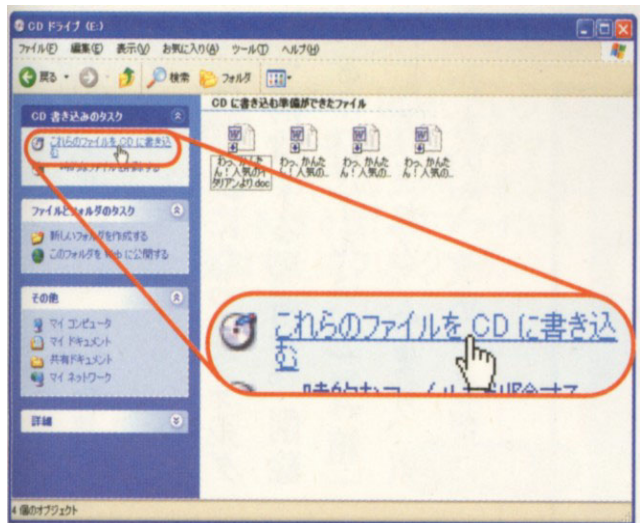 CD ドライブ (E:)
ファイル(F) 編集(E) 表示(V) お気に入り(A) ツール(T) ヘルプ(H)
戻る 検索 フォルダ
CD 書き込みのタスク
これらのファイルを CD に書き込
む
ファイルとフォルダのタスク
新しいフォルダを作成する
このフォルダを Web に公開する
その他
マイ コンピュータ
マイ ドキュメント
共有ドキュメント
マイ ネットワーク
詳細
CD に書き込む準備ができたファイル
わっ、かんた わっ、かんた わっ、かんた わっ、かんた
ん！人気のイ ん！人気の... ん！人気の... ん！人気の...
タリアンより.doc
これらのファイルを CD に書き込
む
4 個のオブジェクト